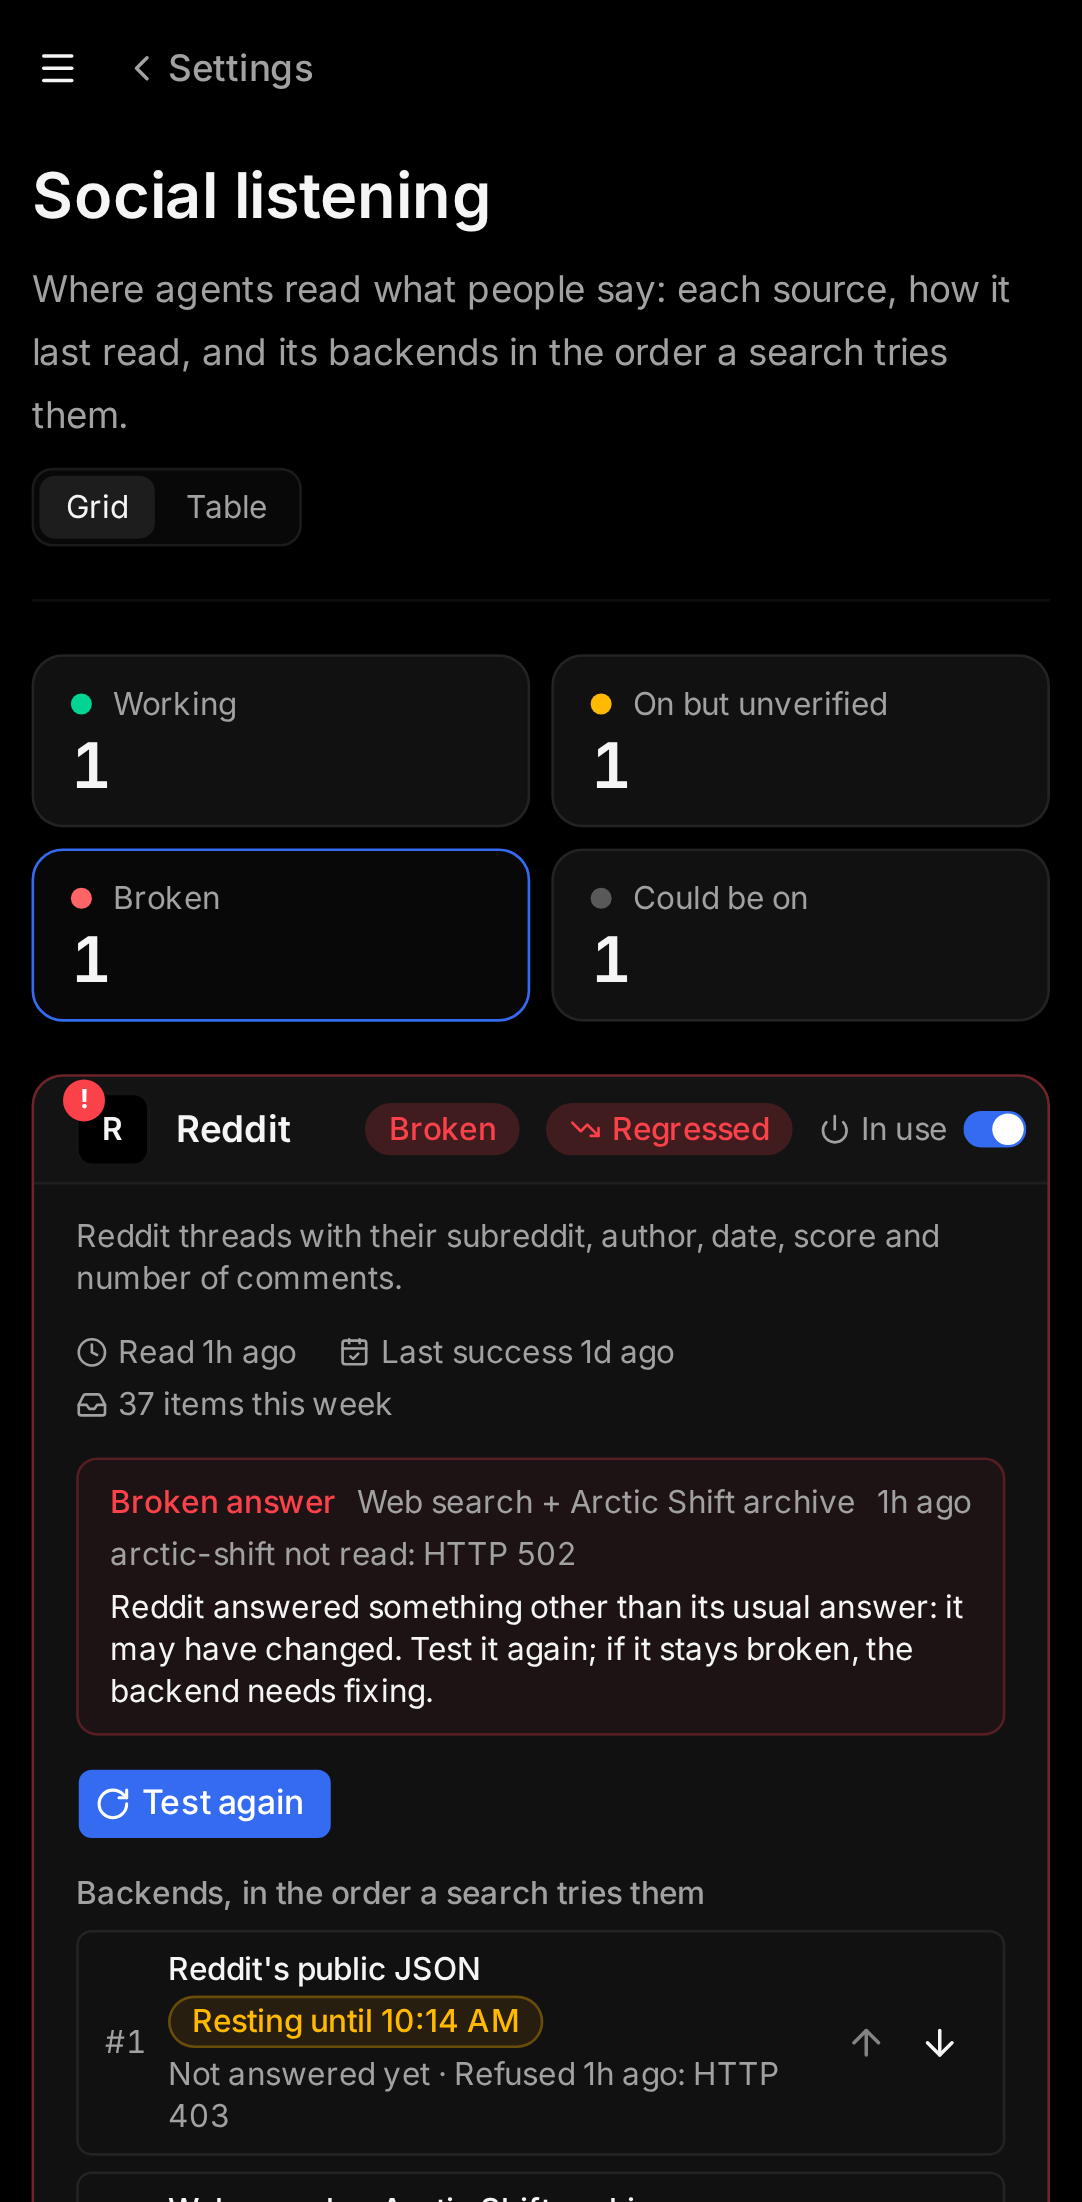 Settings
Social listening
Where agents read what people say: each source, how it
last read, and its backends in the order a search tries
them.
Grid Table
Working
1
On but unverified
1
Broken
1
Could be on
1
! R Reddit Broken Regressed In use
Reddit threads with their subreddit, author, date, score and
number of comments.
Read 1h ago Last success 1d ago
37 items this week
Broken answer Web search + Arctic Shift archive 1h ago
arctic-shift not read: HTTP 502
Reddit answered something other than its usual answer: it
may have changed. Test it again; if it stays broken, the
backend needs fixing.
Test again
Backends, in the order a search tries them
#1
Reddit's public JSON
Resting until 10:14 AM
Not answered yet · Refused 1h ago: HTTP
403